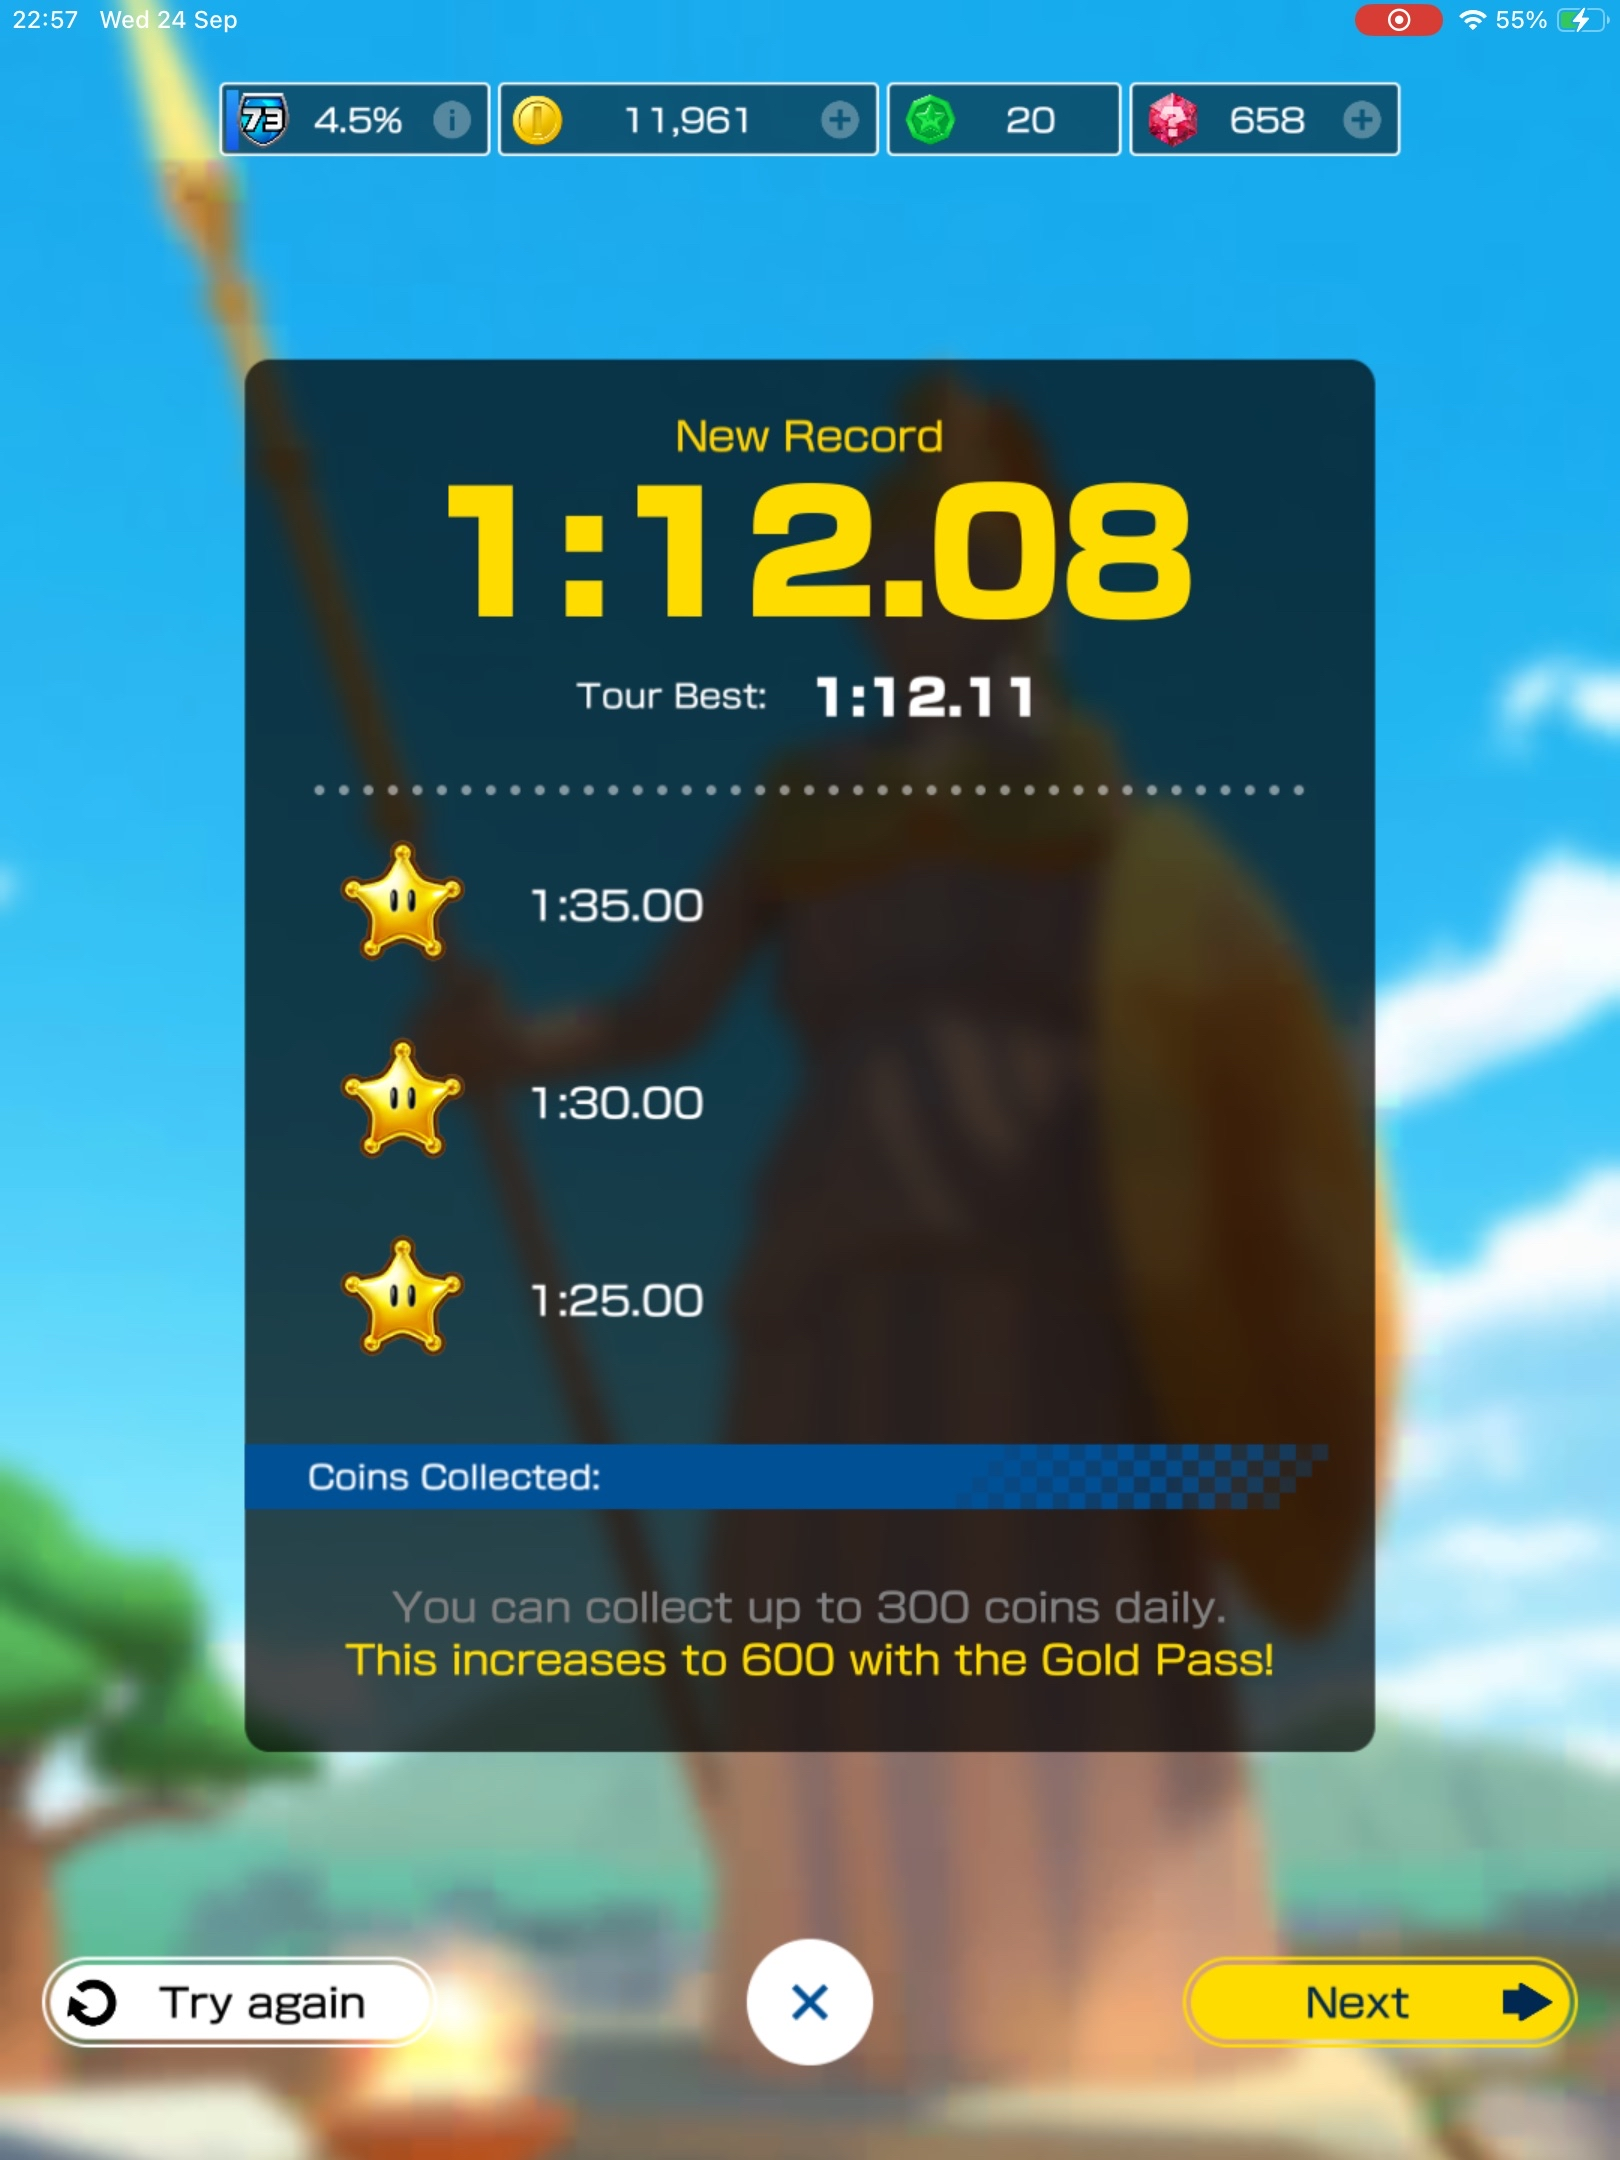 22:57 Wed 24 Sep 55%
73 4.5% i 11,961 + 20 ? 658 +
New Record
1:12.08
Tour Best: 1:12.11
1:35.00
1:30.00
1:25.00
Coins Collected:
You can collect up to 300 coins daily.
This increases to 600 with the Gold Pass!
Try again × Next